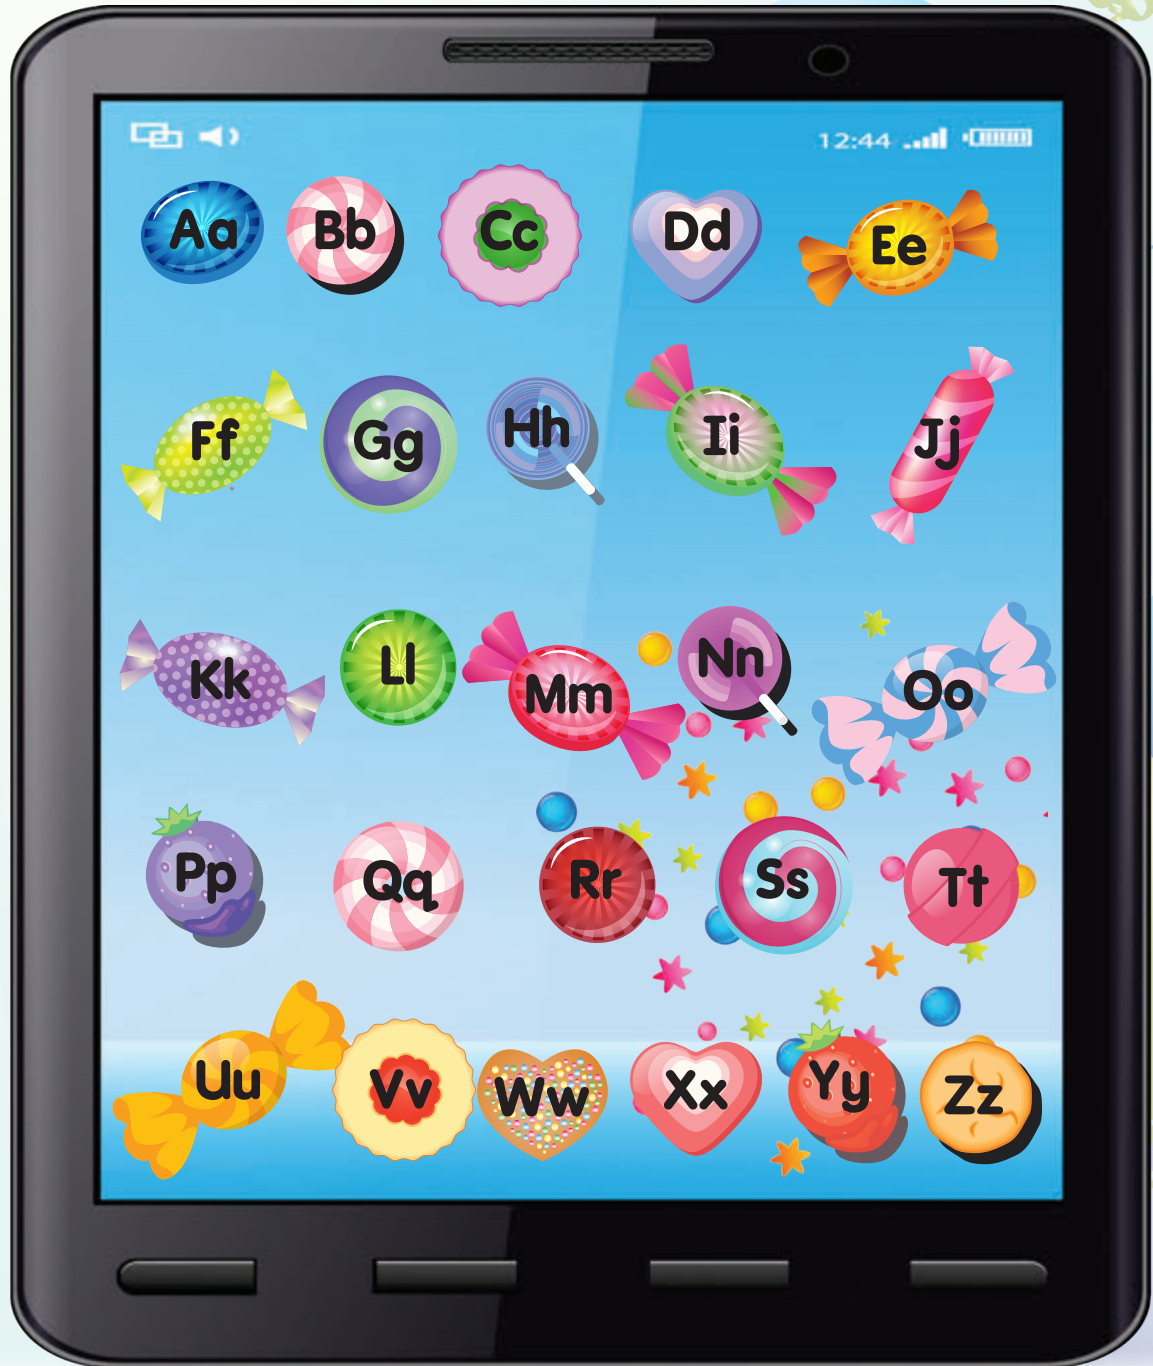 12:44
Aa Bb Cc Dd Ee
Ff Gg Hh Ii Jj
Kk Ll Mm Nn Oo
Pp Qq Rr Ss Tt
Uu Vv Ww Xx Yy Zz